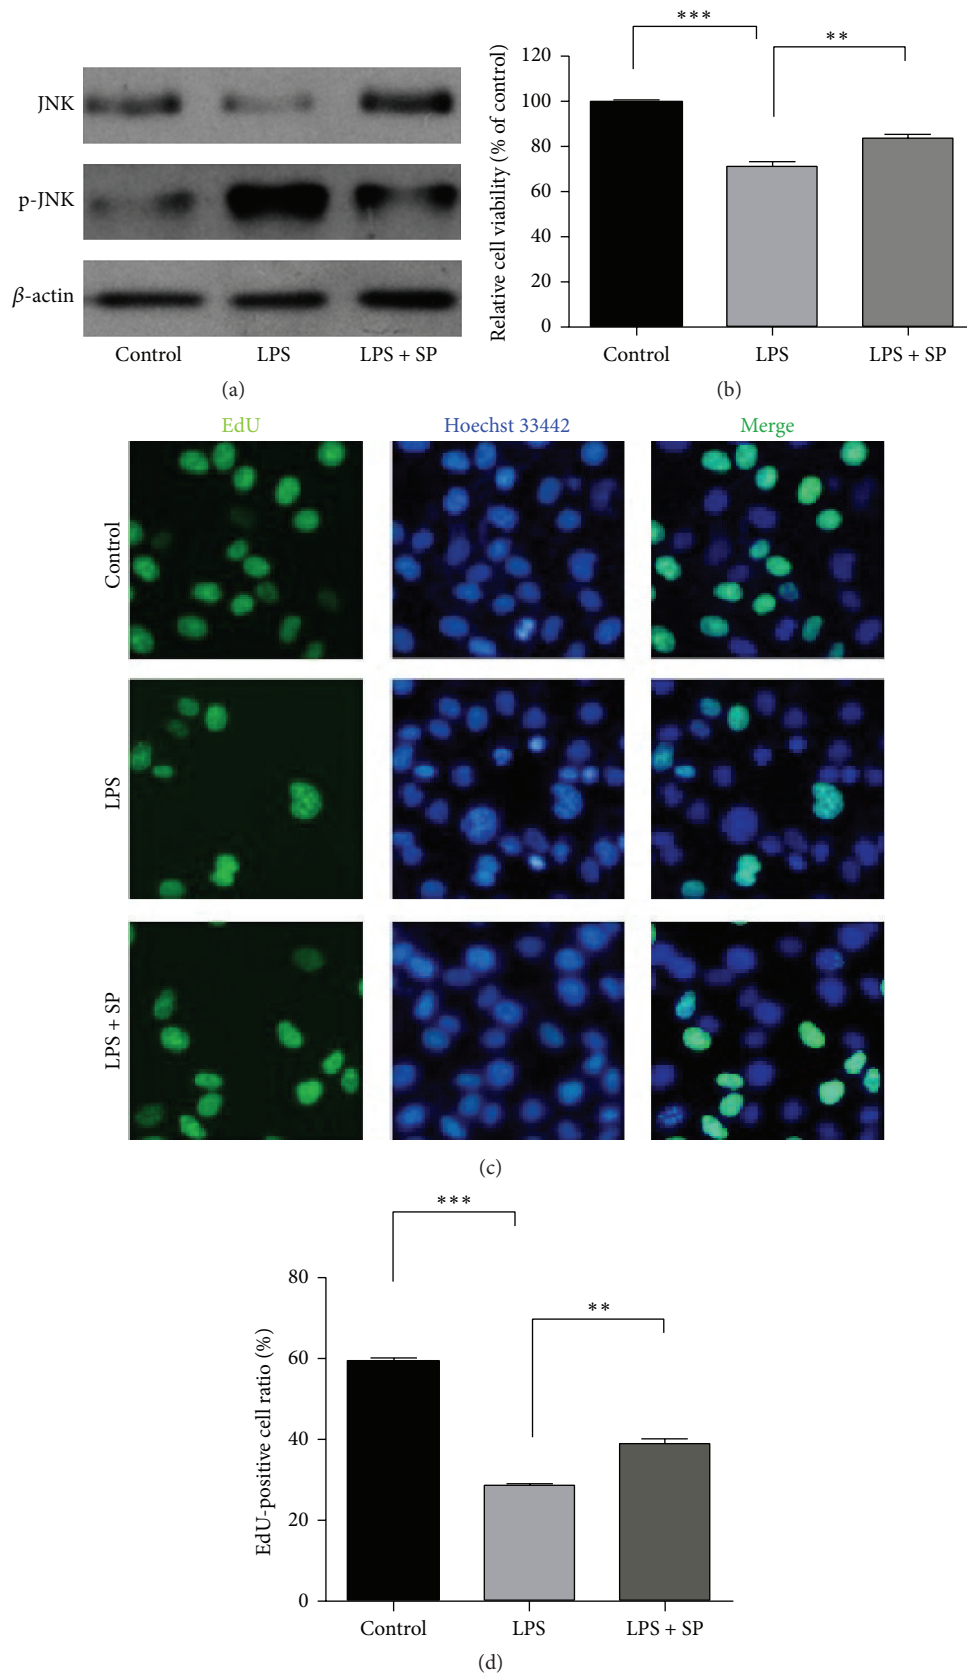 JNK
p-JNK
β-actin
Control LPS LPS + SP
(a)
Relative cell viability (% of control)
120
100
80
60
40
20
0
***
**
Control LPS LPS + SP
(b)
EdU Hoechst 33442 Merge
Control
LPS
LPS + SP
(c)
***
**
EdU-positive cell ratio (%)
80
60
40
20
0
Control LPS LPS + SP
(d)